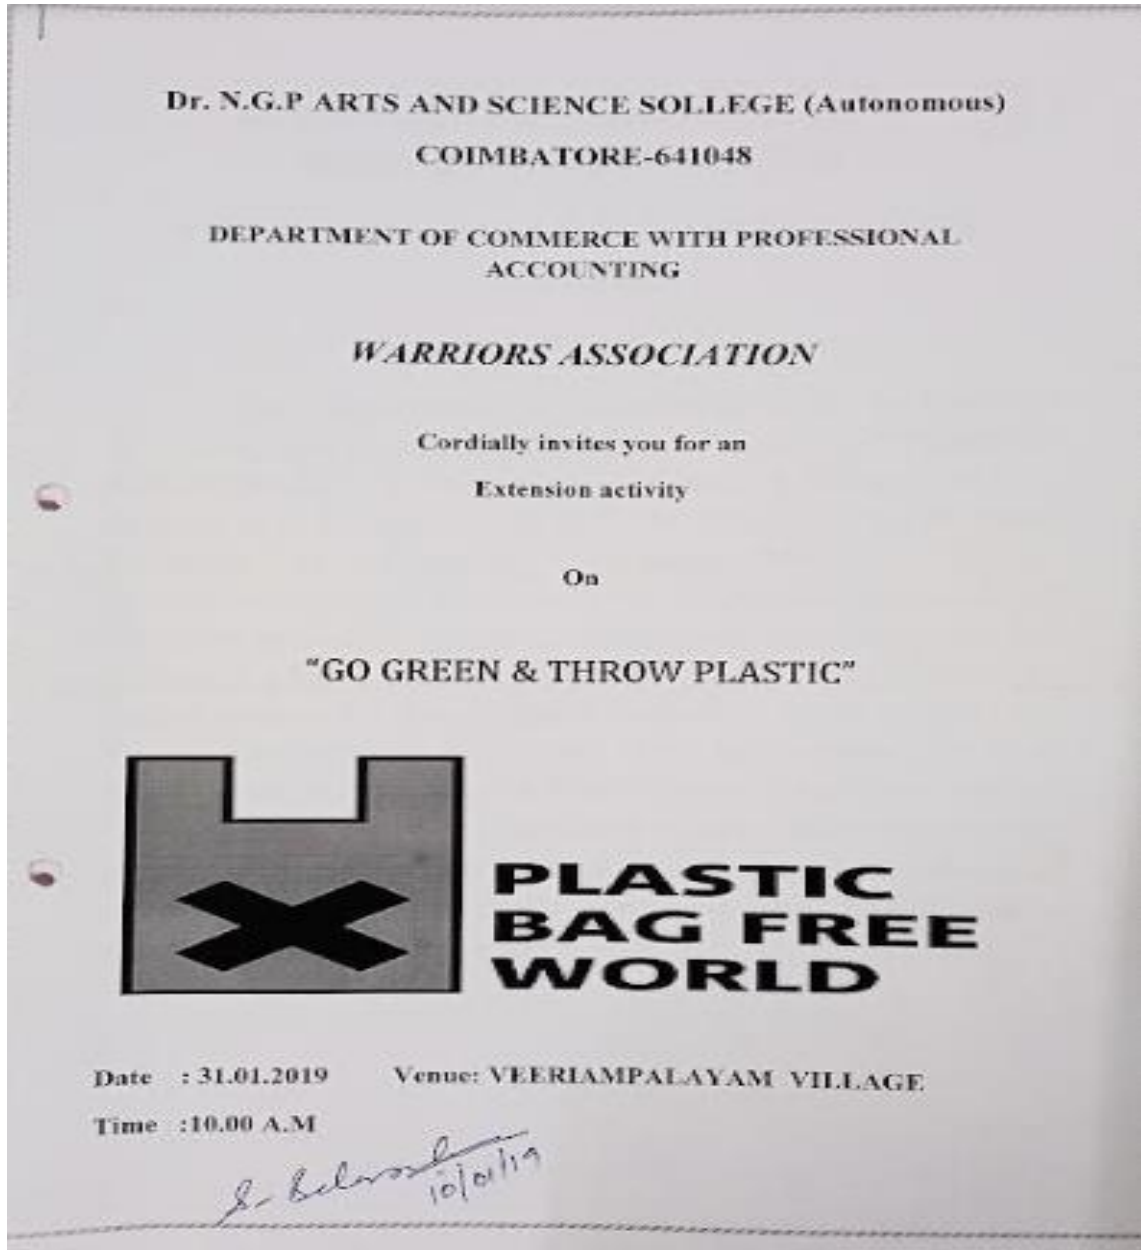 Dr. N.G.P ARTS AND SCIENCE SOLLEGE (Autonomous)
COIMBATORE-641048
DEPARTMENT OF COMMERCE WITH PROFESSIONAL
ACCOUNTING
WARRIORS ASSOCIATION
Cordially invites you for an
Extension activity
On
"GO GREEN & THROW PLASTIC"
PLASTIC
BAG FREE
WORLD
Date : 31.01.2019 Venue: VEERIAMPALAYAM VILLAGE
Time :10.00 A.M
10/01/19